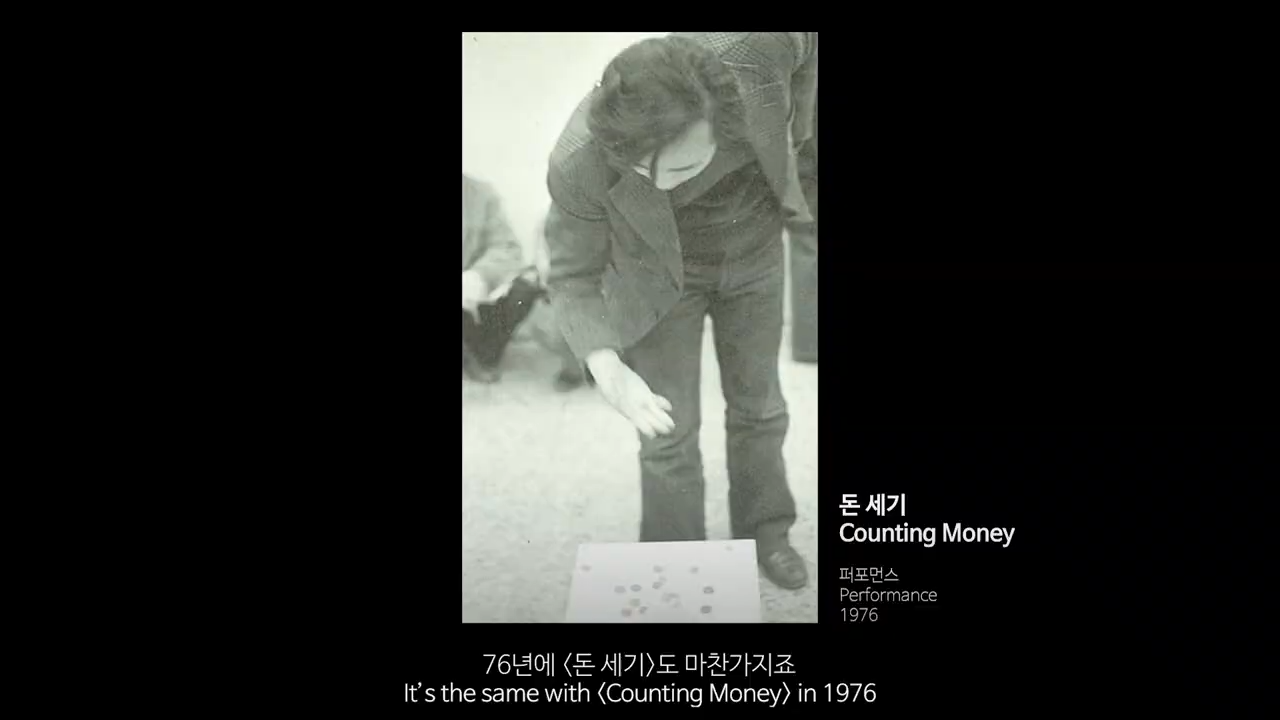 돈 세기
Counting Money
퍼포먼스
Performance
1976
76년에 〈돈 세기〉도 마찬가지죠
It's the same with 〈Counting Money〉 in 1976